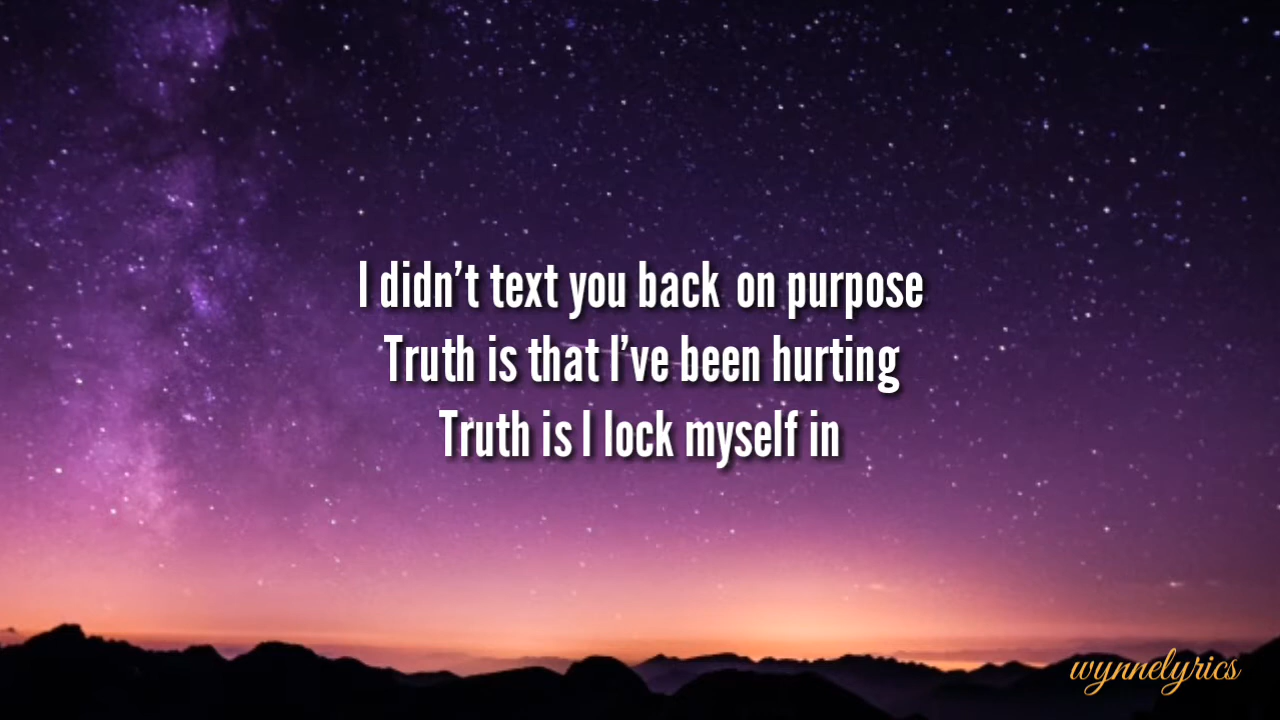 I didn't text you back on purpose
Truth is that I've been hurting
Truth is I lock myself in
wynnelyrics